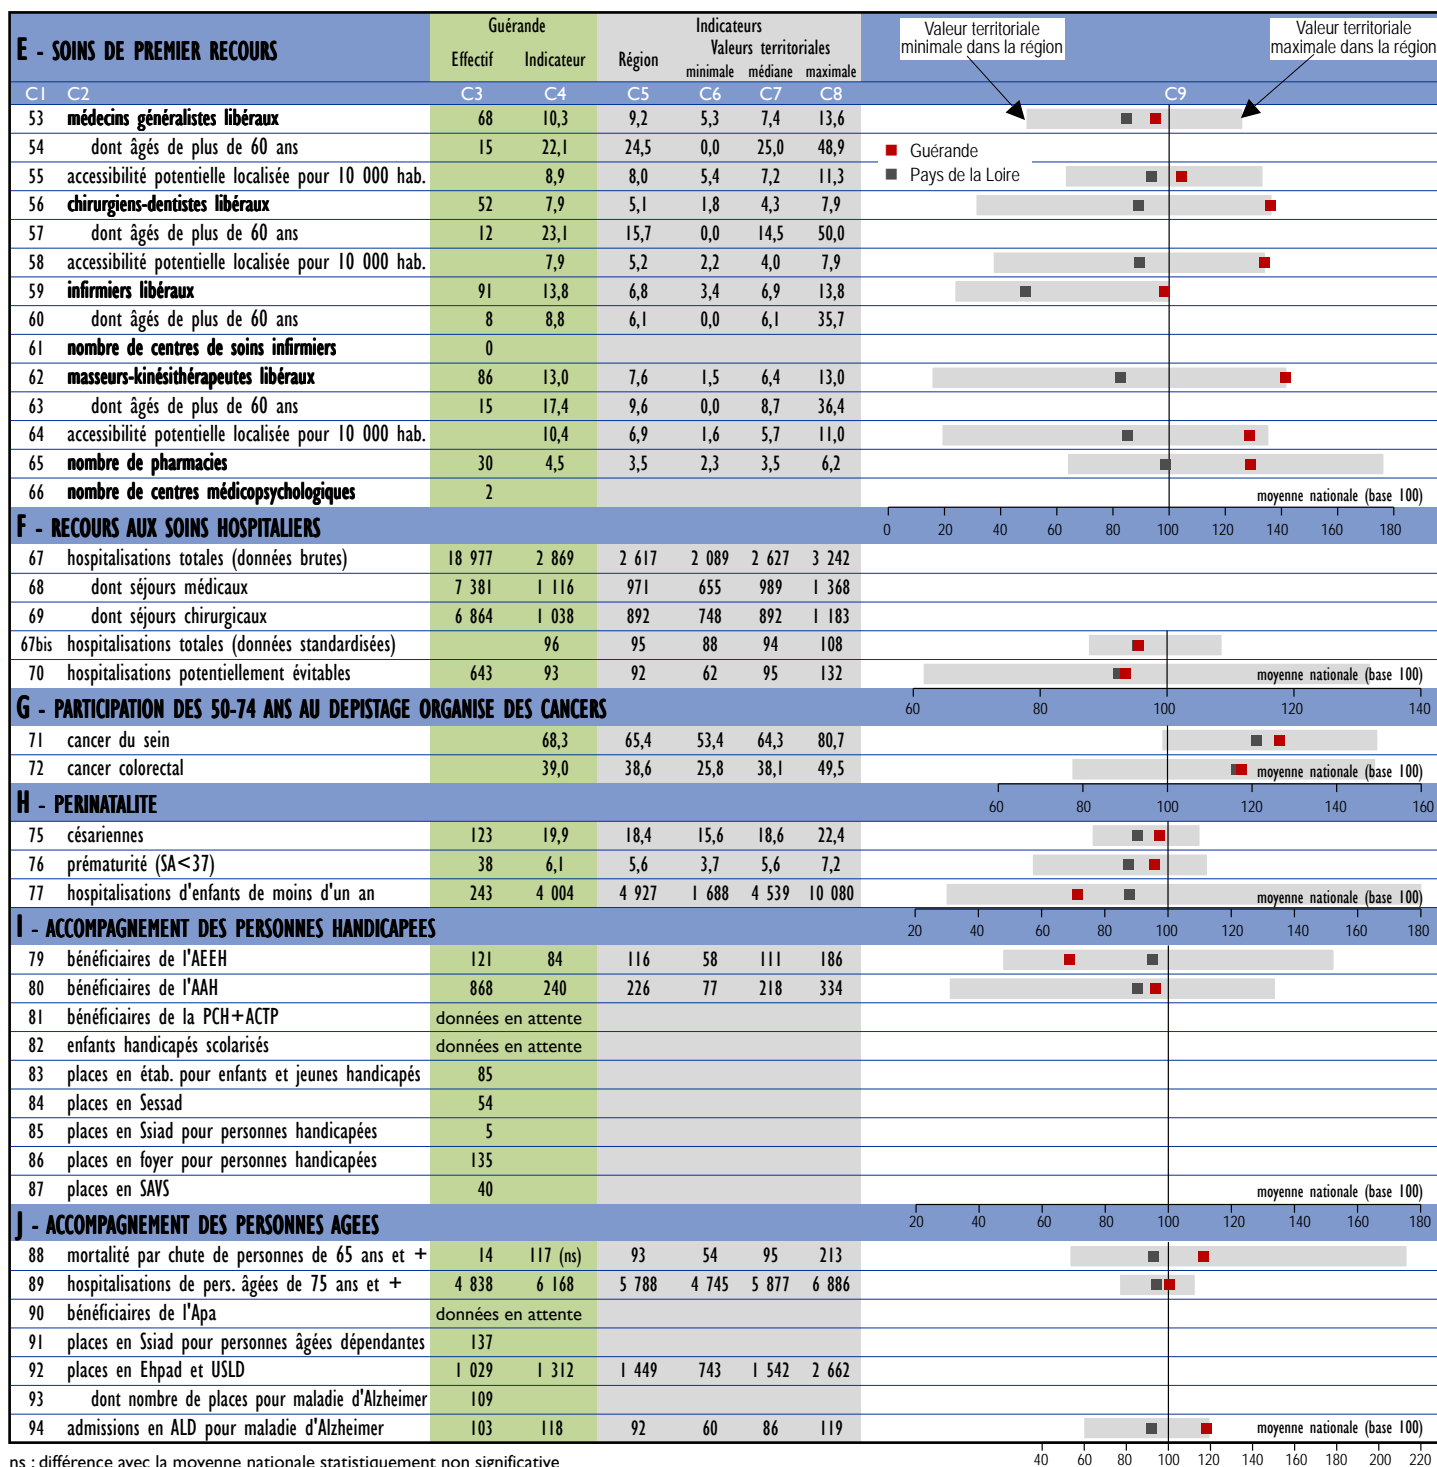 E - SOINS DE PREMIER RECOURS
Guérande
Effectif Indicateur
Indicateurs
Région
Valeurs territoriales
minimale médiane maximale
Valeur territoriale
minimale dans la région
Valeur territoriale
maximale dans la région
C1 C2 C3 C4 C5 C6 C7 C8 C9
53 médecins généralistes libéraux 68 10,3 9,2 5,3 7,4 13,6
54 dont âgés de plus de 60 ans 15 22,1 24,5 0,0 25,0 48,9
Guérande
55 accessibilité potentielle localisée pour 10 000 hab. 8,9 8,0 5,4 7,2 11,3
Pays de la Loire
56 chirurgiens-dentistes libéraux 52 7,9 5,1 1,8 4,3 7,9
57 dont âgés de plus de 60 ans 12 23,1 15,7 0,0 14,5 50,0
58 accessibilité potentielle localisée pour 10 000 hab. 7,9 5,2 2,2 4,0 7,9
59 infirmiers libéraux 91 13,8 6,8 3,4 6,9 13,8
60 dont âgés de plus de 60 ans 8 8,8 6,1 0,0 6,1 35,7
61 nombre de centres de soins infirmiers 0
62 masseurs-kinésithérapeutes libéraux 86 13,0 7,6 1,5 6,4 13,0
63 dont âgés de plus de 60 ans 15 17,4 9,6 0,0 8,7 36,4
64 accessibilité potentielle localisée pour 10 000 hab. 10,4 6,9 1,6 5,7 11,0
65 nombre de pharmacies 30 4,5 3,5 2,3 3,5 6,2
66 nombre de centres médicopsychologiques 2 moyenne nationale (base 100)
F - RECOURS AUX SOINS HOSPITALIERS
0 20 40 60 80 100 120 140 160 180
67 hospitalisations totales (données brutes) 18 977 2 869 2 617 2 089 2 627 3 242
68 dont séjours médicaux 7 381 1 116 971 655 989 1 368
69 dont séjours chirurgicaux 6 864 1 038 892 748 892 1 183
67bis hospitalisations totales (données standardisées) 96 95 88 94 108
70 hospitalisations potentiellement évitables 643 93 92 62 95 132 moyenne nationale (base 100)
G - PARTICIPATION DES 50-74 ANS AU DEPISTAGE ORGANISE DES CANCERS
60 80 100 120 140
71 cancer du sein 68,3 65,4 53,4 64,3 80,7
72 cancer colorectal 39,0 38,6 25,8 38,1 49,5 moyenne nationale (base 100)
H - PERINATALITE
60 80 100 120 140 160
75 césariennes 123 19,9 18,4 15,6 18,6 22,4
76 prématurité (SA<37) 38 6,1 5,6 3,7 5,6 7,2
77 hospitalisations d'enfants de moins d'un an 243 4 004 4 927 1 688 4 539 10 080 moyenne nationale (base 100)
I - ACCOMPAGNEMENT DES PERSONNES HANDICAPEES
20 40 60 80 100 120 140 160 180
79 bénéficiaires de l'AEEH 121 84 116 58 111 186
80 bénéficiaires de l'AAH 868 240 226 77 218 334
81 bénéficiaires de la PCH+ACTP données en attente
82 enfants handicapés scolarisés données en attente
83 places en étab. pour enfants et jeunes handicapés 85
84 places en Sessad 54
85 places en Ssiad pour personnes handicapées 5
86 places en foyer pour personnes handicapées 135
87 places en SAVS 40 moyenne nationale (base 100)
J - ACCOMPAGNEMENT DES PERSONNES AGEES
20 40 60 80 100 120 140 160 180
88 mortalité par chute de personnes de 65 ans et + 14 117 (ns) 93 54 95 213
89 hospitalisations de pers. âgées de 75 ans et + 4 838 6 168 5 788 4 745 5 877 6 886
90 bénéficiaires de l'Apa données en attente
91 places en Ssiad pour personnes âgées dépendantes 137
92 places en Ehpad et USLD 1 029 1 312 1 449 743 1 542 2 662
93 dont nombre de places pour maladie d'Alzheimer 109
94 admissions en ALD pour maladie d'Alzheimer 103 118 92 60 86 119 moyenne nationale (base 100)
40 60 80 100 120 140 160 180 200 220
ns : différence avec la moyenne nationale statistiquement non significative